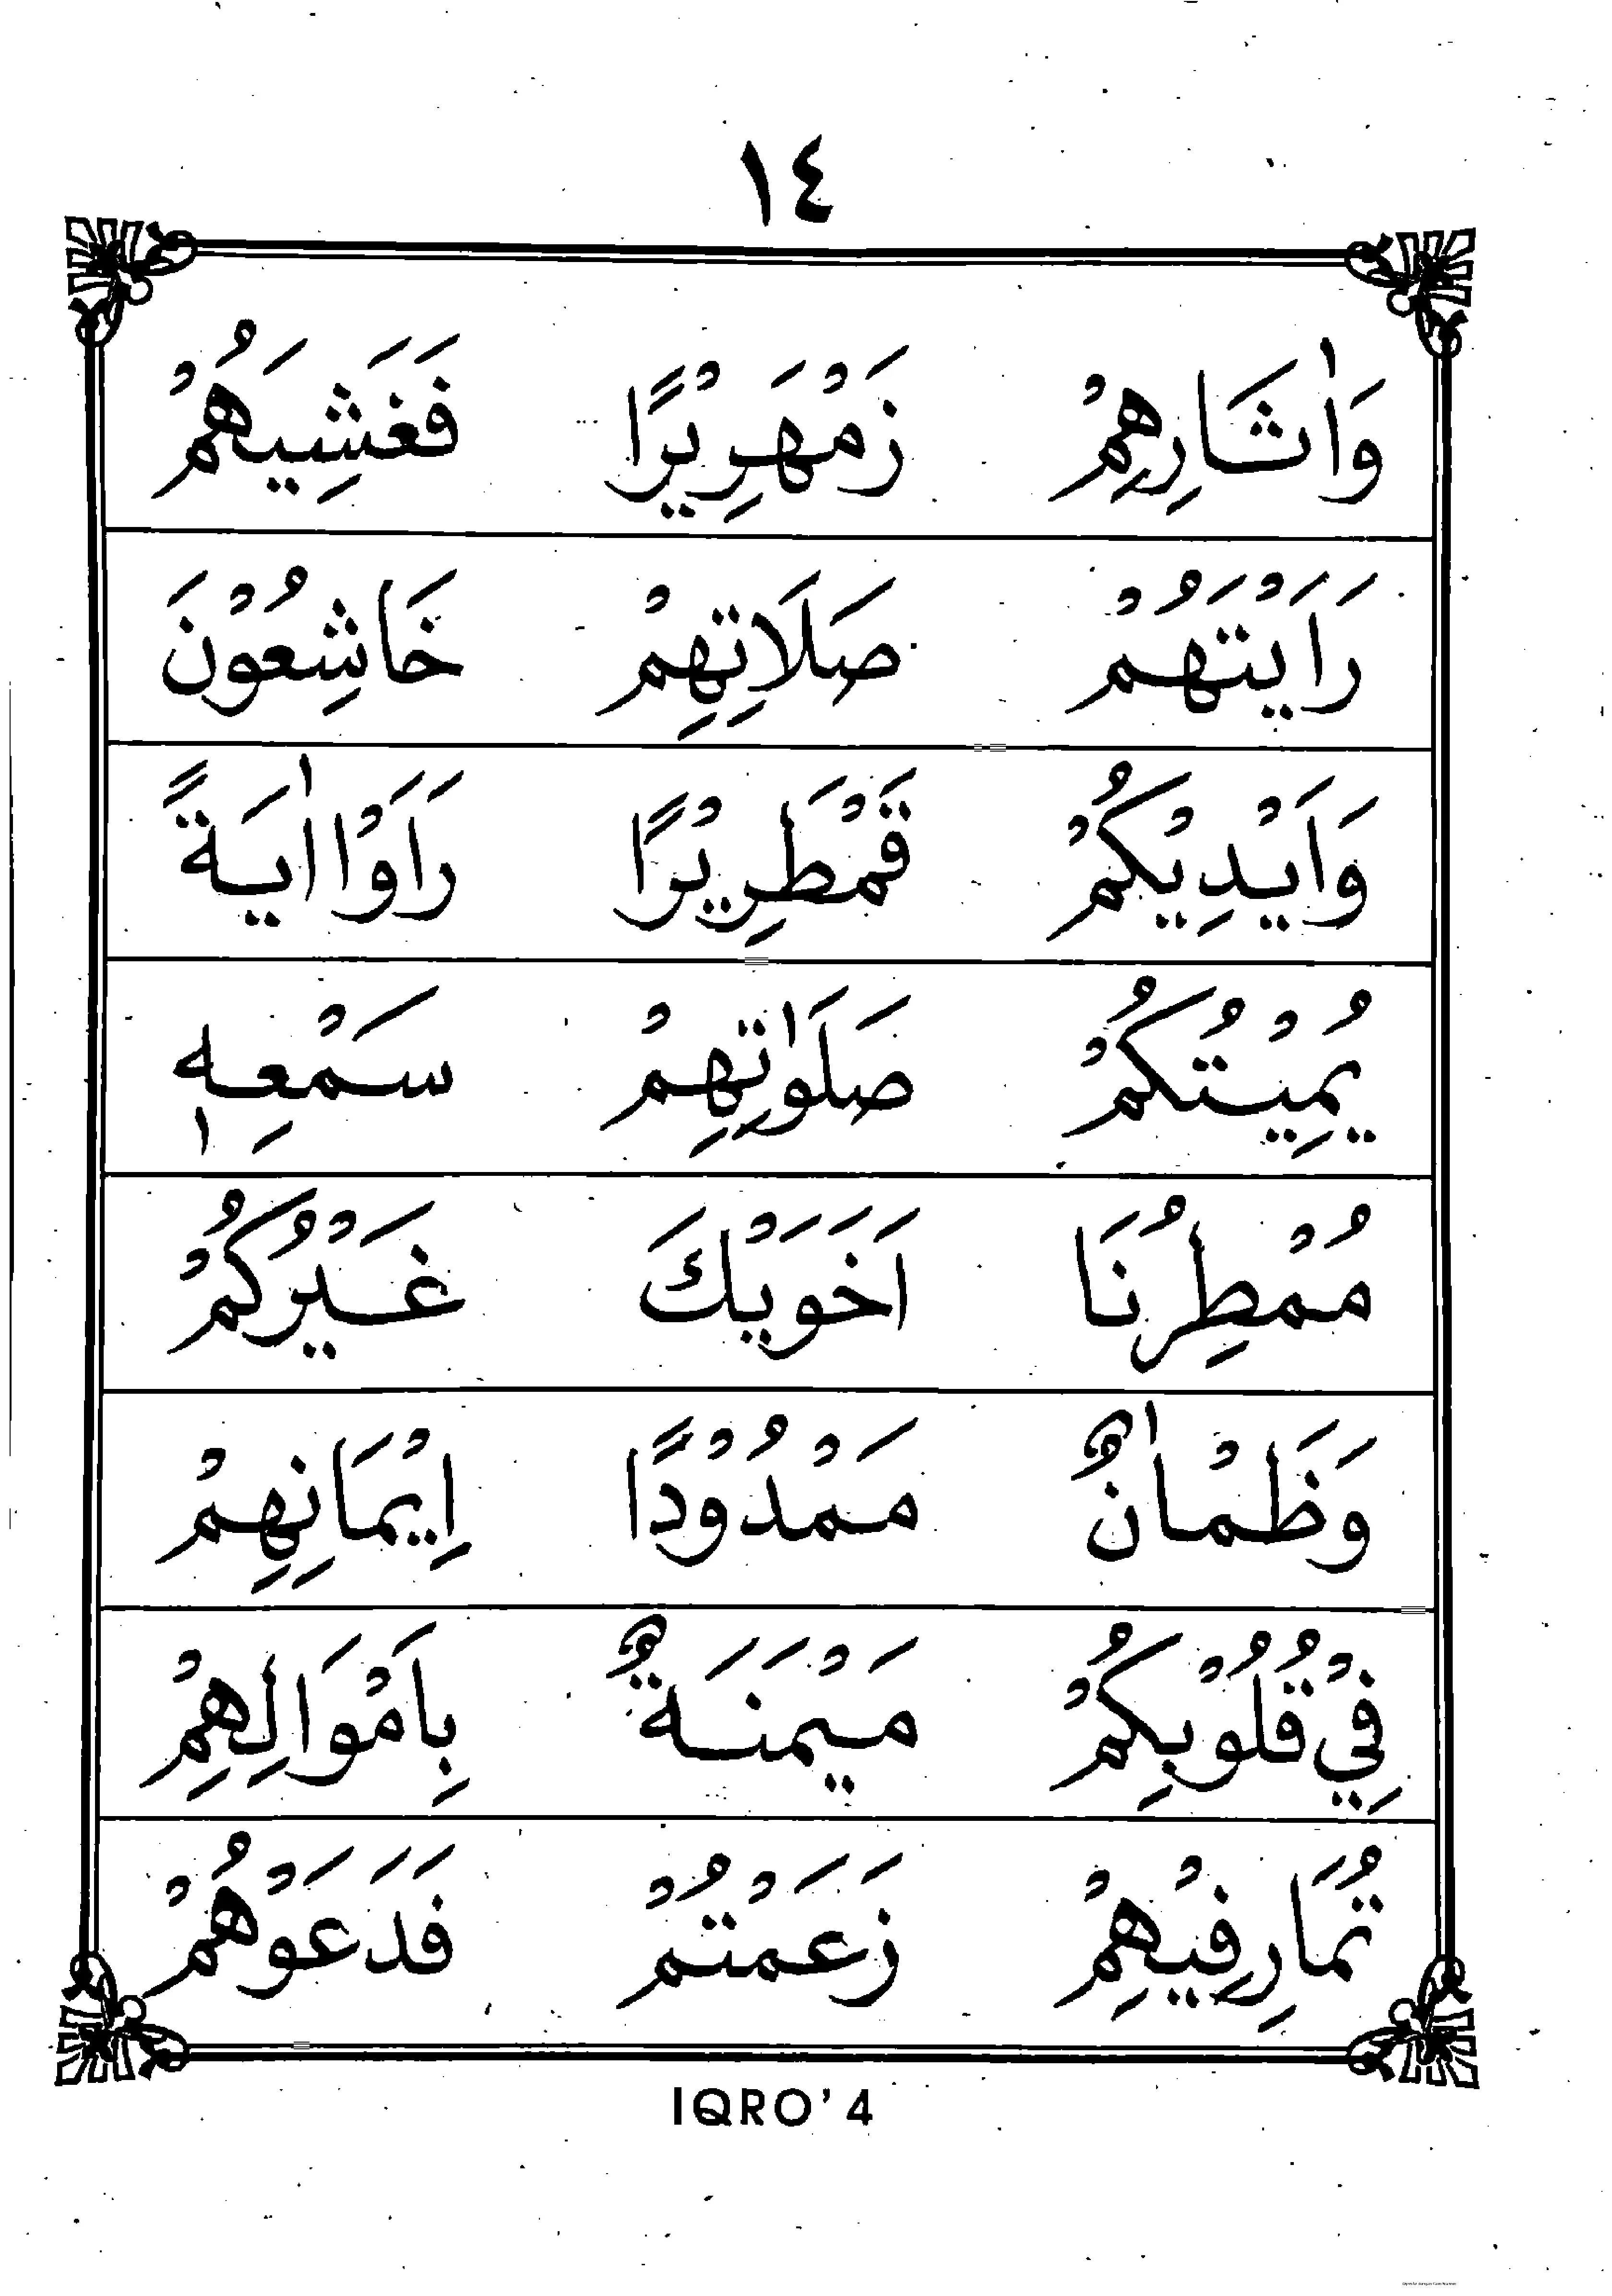 ١٤
وَاٰثَارِهِمْ زَمْهَرِيْرًا فَغَشِيَهُمْ
رَاَيْتَهُمْ صَلَاتِهِمْ خَاشِعُوْنَ
وَاَيْدِيْكُمْ قَمْطَرِيْرًا رَاَوْا اٰيَةً
يُمِيْتُكُمْ صَلَوٰتِهِمْ سَمْعِهٖ
مُمْطِرُنَا اَخَوَيْكَ غَيْرُكُمْ
وَظَمْاٰنٌ مَمْدُوْدًا اِيْمَانِهِمْ
فِيْ قُلُوْبِكُمْ مَيْمَنَةٌ بِاَمْوَالِهِمْ
تُمَارِفِيْهِمْ زَعَمْتُمْ فَدَعَوْهُمْ
IQRO’4